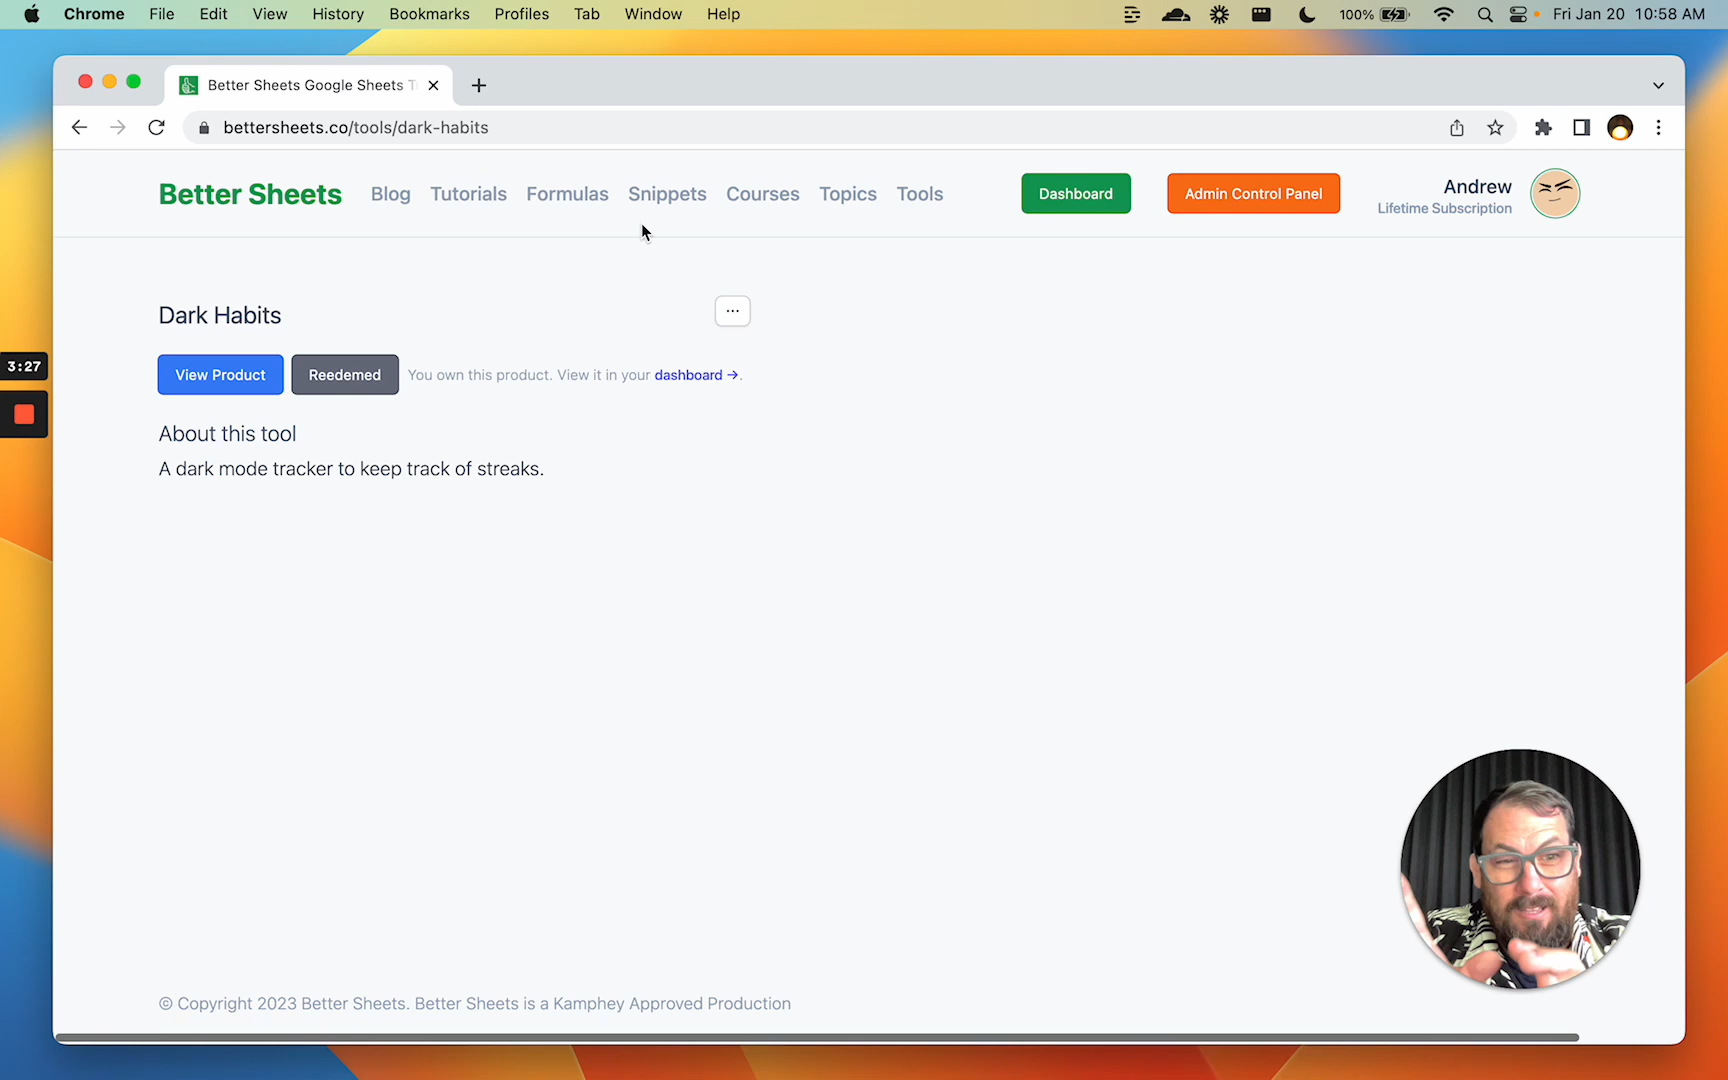 Chrome File Edit View History Bookmarks Profiles Tab Window Help 100% Fri Jan 20 10:58 AM
Better Sheets Google Sheets T
bettersheets.co/tools/dark-habits
Better Sheets Blog Tutorials Formulas Snippets Courses Topics Tools Dashboard Admin Control Panel Andrew
Lifetime Subscription
Dark Habits ...
3:27
View Product Reedemed You own this product. View it in your dashboard →.
About this tool
A dark mode tracker to keep track of streaks.
© Copyright 2023 Better Sheets. Better Sheets is a Kamphey Approved Production